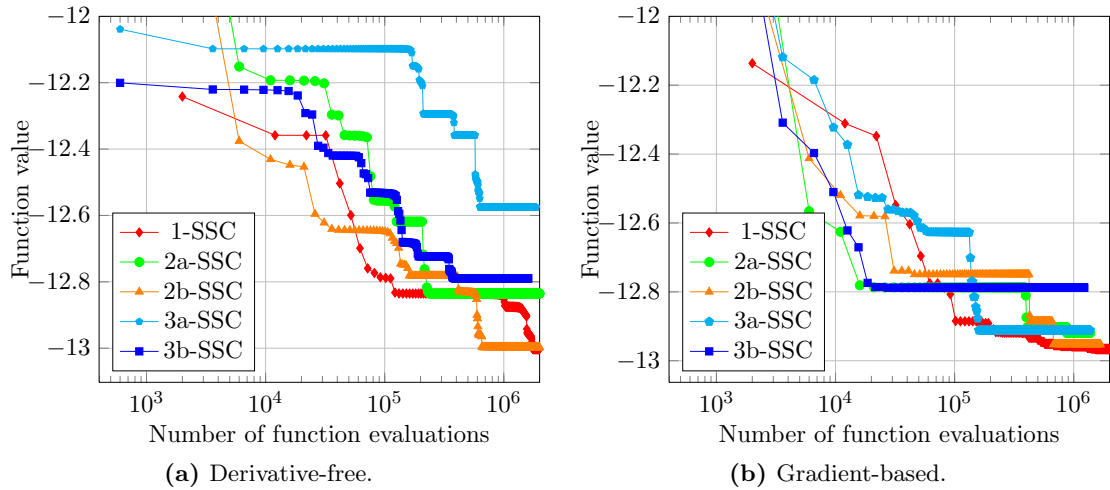 −12
−12.2
−12.4
−12.6
−12.8
−13
Function value
1-SSC
2a-SSC
2b-SSC
3a-SSC
3b-SSC
10^3
10^4
10^5
10^6
Number of function evaluations
(a) Derivative-free.
−12
−12.2
−12.4
−12.6
−12.8
−13
Function value
1-SSC
2a-SSC
2b-SSC
3a-SSC
3b-SSC
10^3
10^4
10^5
10^6
Number of function evaluations
(b) Gradient-based.